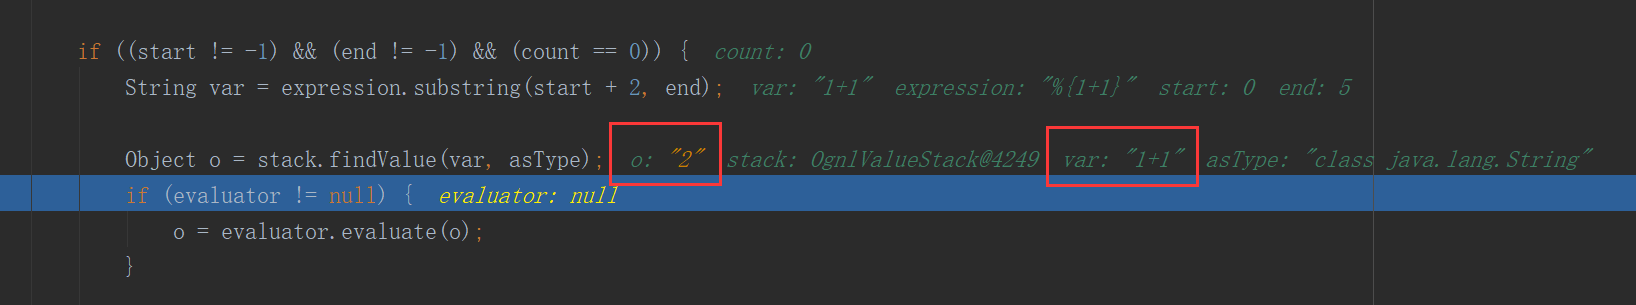 if ((start != -1) && (end != -1) && (count == 0)) { count: 0
String var = expression.substring(start + 2, end); var: "1+1" expression: "%{1+1}" start: 0 end: 5
Object o = stack.findValue(var, asType); o: "2" stack: OgnlValueStack@4249 var: "1+1" asType: "class java.lang.String"
if (evaluator != null) { evaluator: null
o = evaluator.evaluate(o);
}